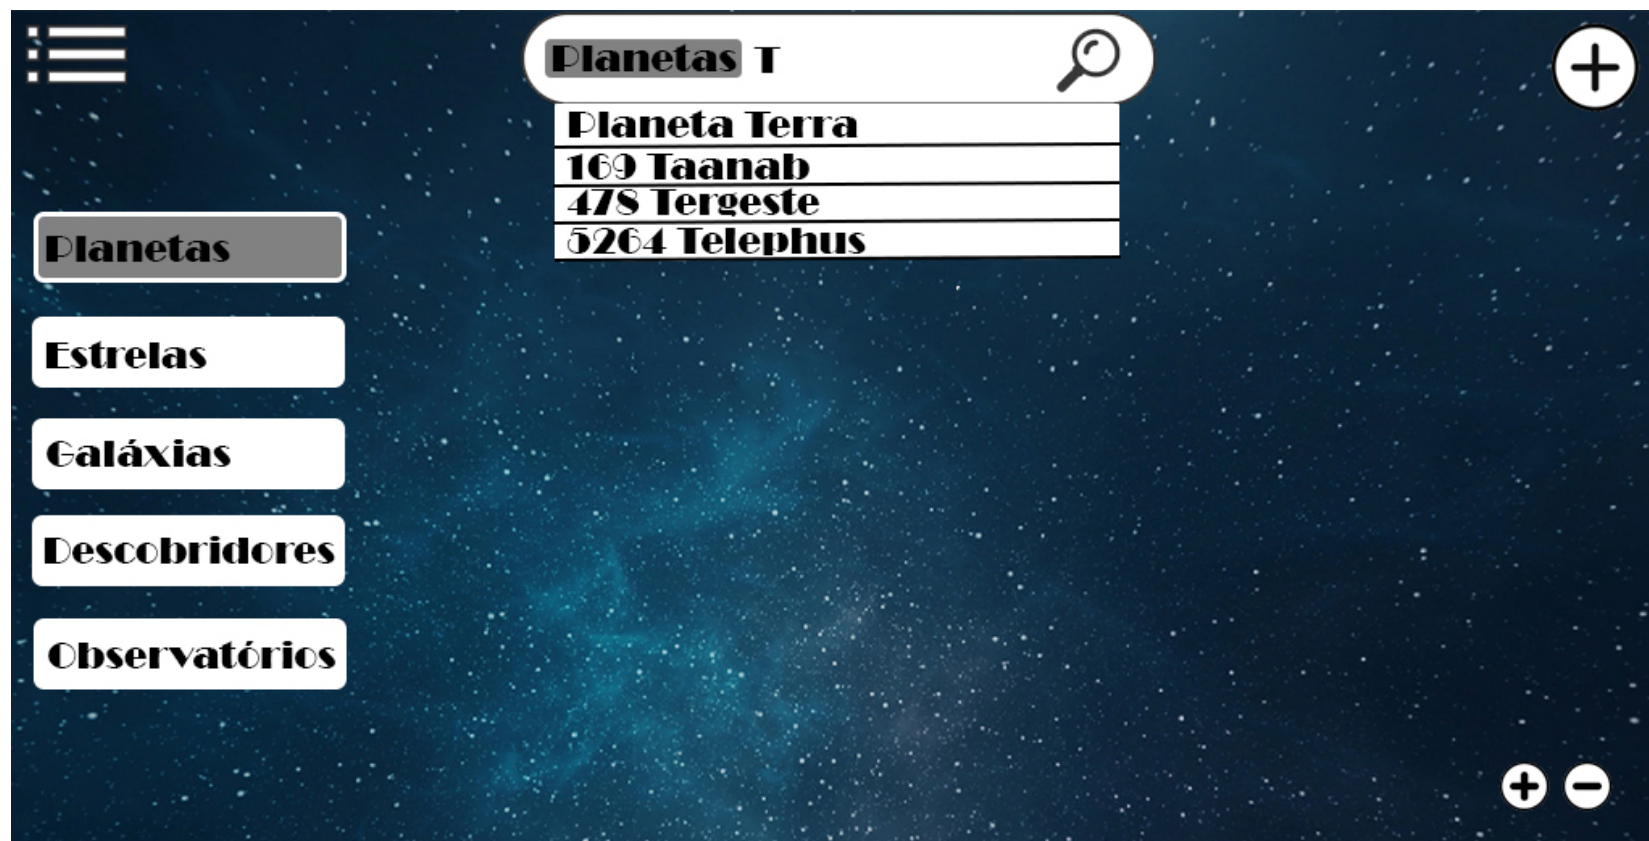 Planetas T
Planeta Terra
169 Taanab
478 Tergeste
5264 Telephus
Planetas
Estrelas
Galáxias
Descobridores
Observatórios